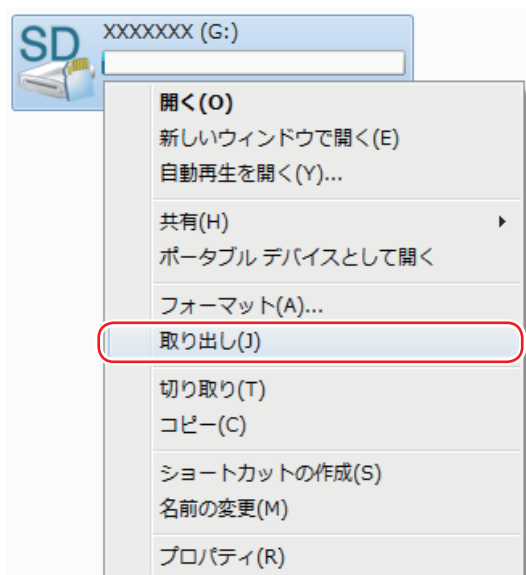 SD
XXXXXXX (G:)
開く(O)
新しいウィンドウで開く(E)
自動再生を開く(Y)...
共有(H)
ポータブル デバイスとして開く
フォーマット(A)...
取り出し(J)
切り取り(T)
コピー(C)
ショートカットの作成(S)
名前の変更(M)
プロパティ(R)